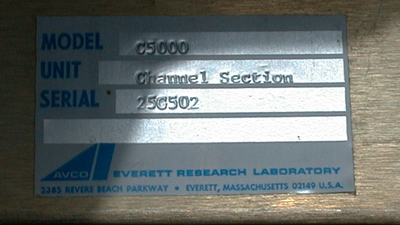 MODEL C5000
UNIT Channel Section
SERIAL 25C502
AVCO EVERETT RESEARCH LABORATORY
2385 REVERE BEACH PARKWAY • EVERETT, MASSACHUSETTS 02149 U.S.A.